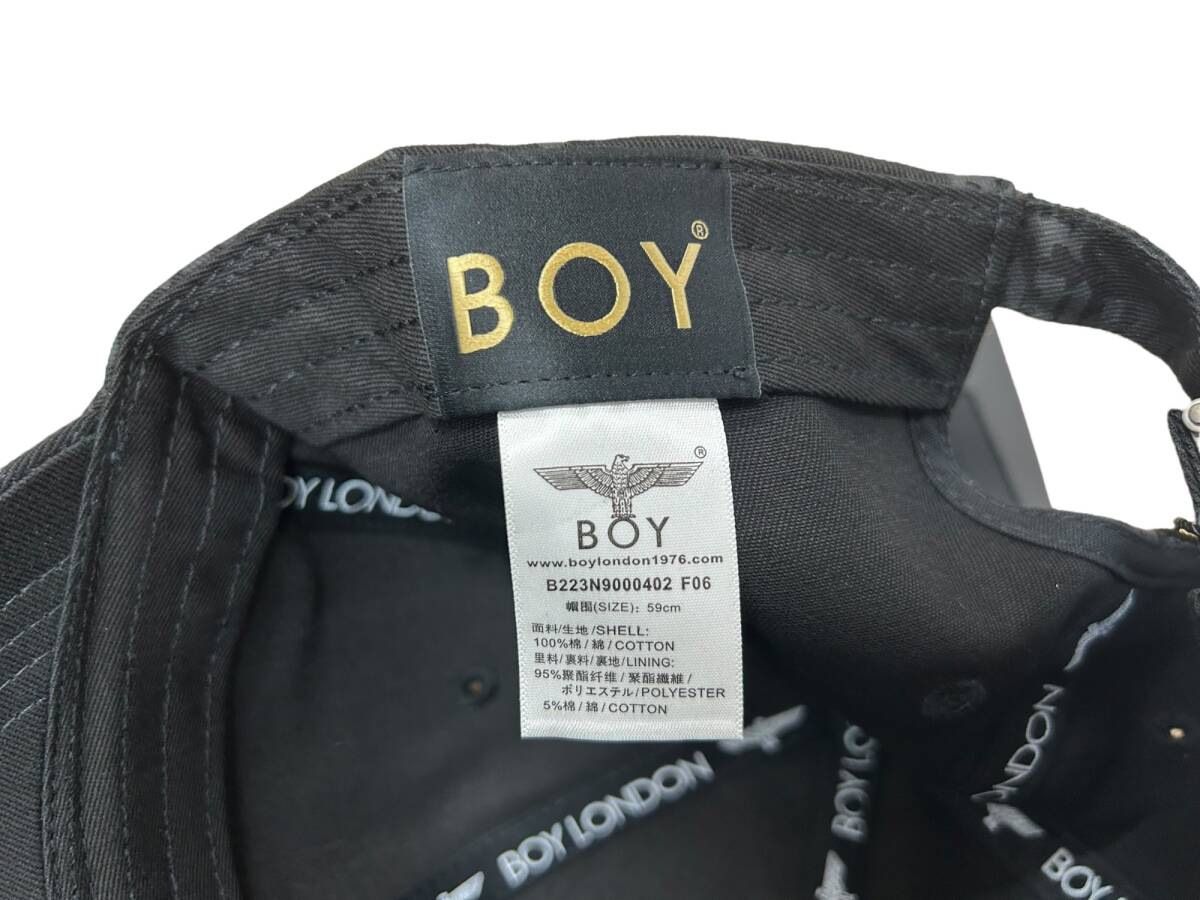 BOY®
®
BOY
www.boylondon1976.com
B223N9000402 F06
帽围(SIZE): 59cm
面料/生地/SHELL:
100%棉/綿/COTTON
里料/裏料/裏地/LINING:
95%聚酯纤维/聚酯纖維/
ポリエステル/POLYESTER
5%棉/綿/COTTON
BOY LONDON
BOY LONDON
BOY
LONDON
BOY